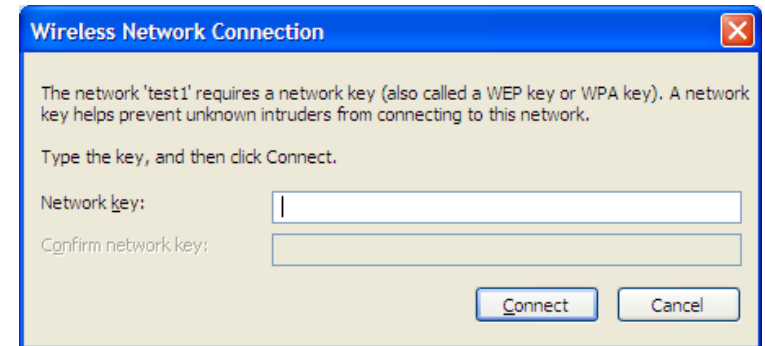 Wireless Network Connection
The network 'test1' requires a network key (also called a WEP key or WPA key). A network
key helps prevent unknown intruders from connecting to this network.
Type the key, and then click Connect.
Network key:
Confirm network key:
Connect Cancel